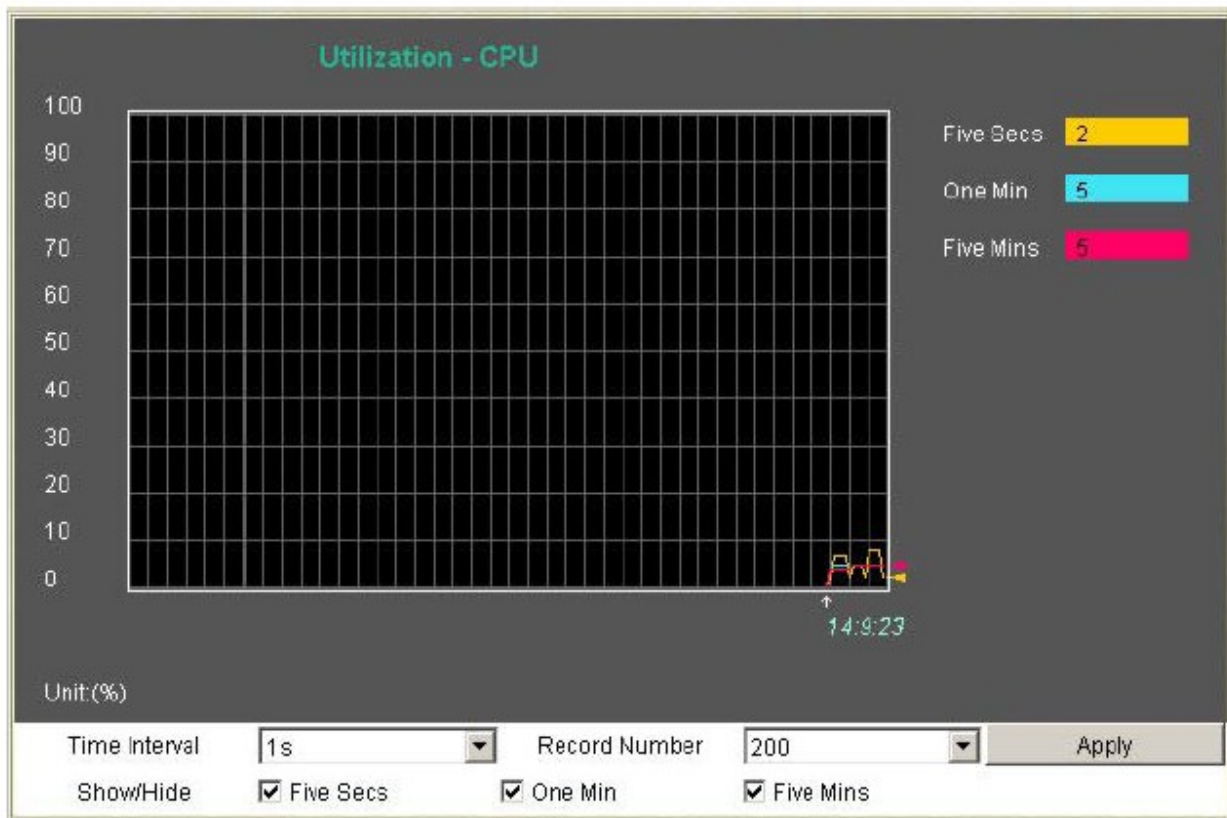 Utilization - CPU
100
90
80
70
60
50
40
30
20
10
0
Five Secs 2
One Min 5
Five Mins 5
14:9:23
Unit:(%)
Time Interval 1s Record Number 200 Apply
Show/Hide Five Secs One Min Five Mins